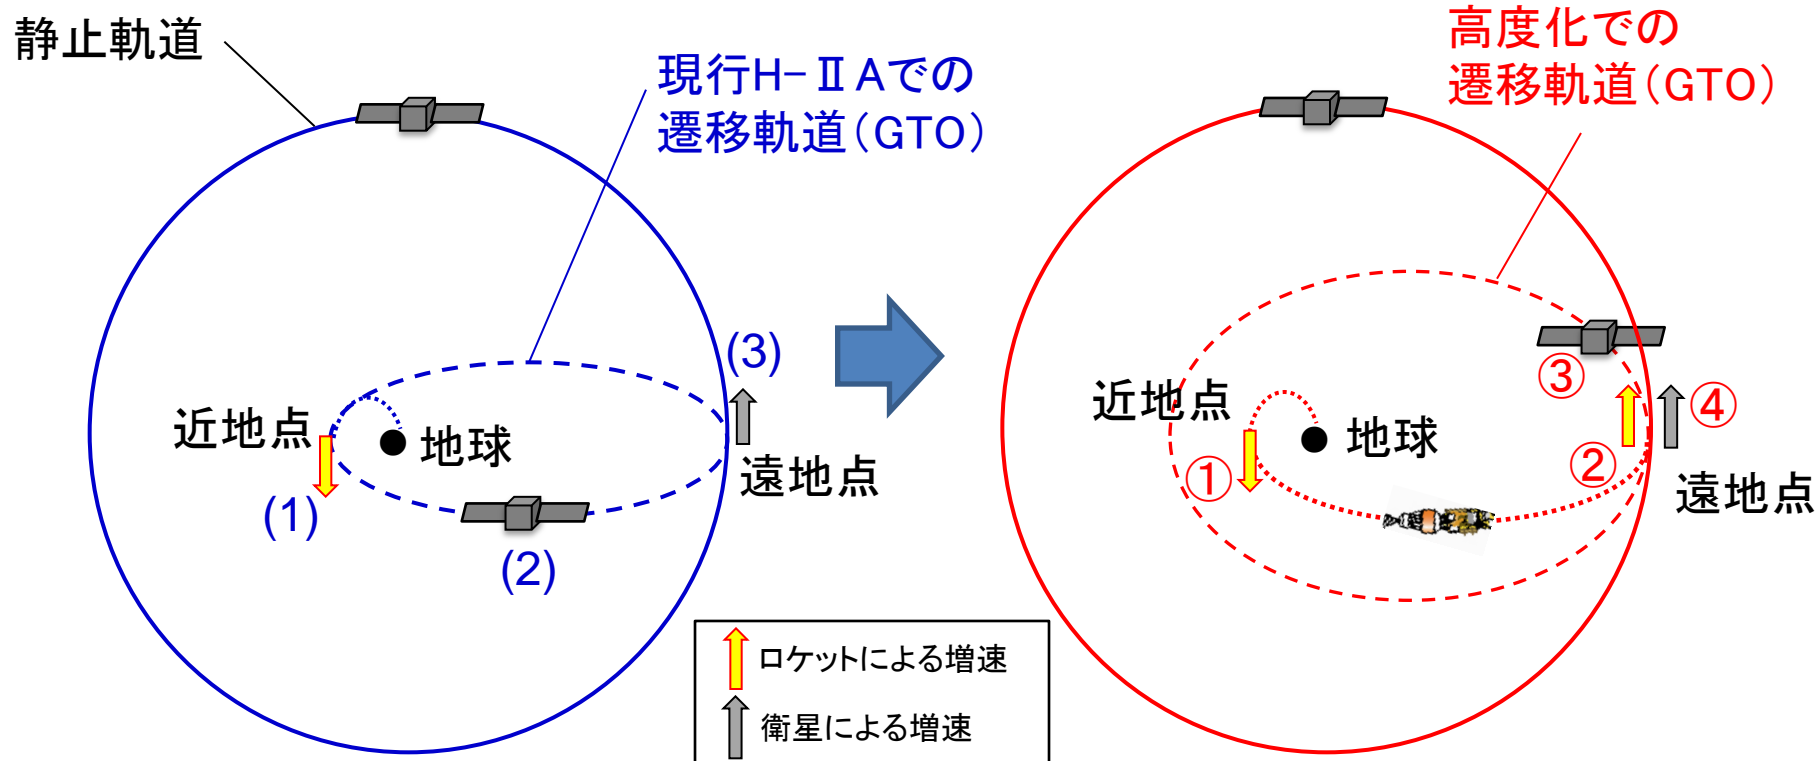 静止軌道
現行H-ⅡAでの
遷移軌道(GTO)
(3)
近地点
地球
遠地点
(1)
(2)
高度化での
遷移軌道(GTO)
③
④
近地点
地球
①
②
遠地点
ロケットによる増速
衛星による増速